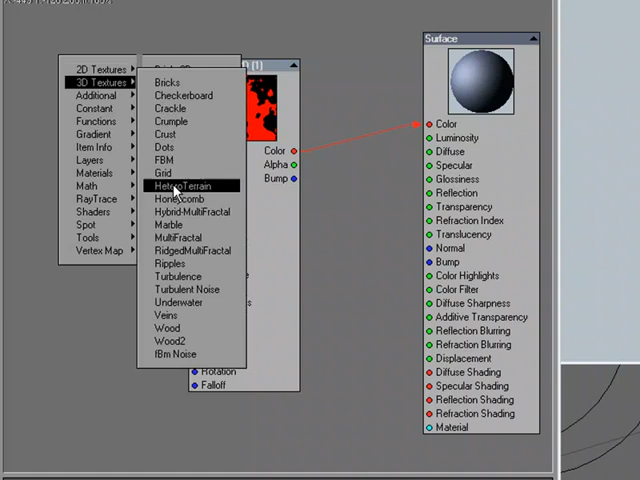 2D Textures
3D Textures
Additional
Constant
Functions
Gradient
Item Info
Layers
Materials
Math
RayTrace
Shaders
Spot
Tools
Vertex Map
Bricks
Checkerboard
Crackle
Crumple
Crust
Dots
FBM
Grid
HeteroTerrain
Honeycomb
Hybrid-MultiFractal
Marble
MultiFractal
RidgedMultiFractal
Ripples
Turbulence
Turbulent Noise
Underwater
Veins
Wood
Wood2
fBm Noise
(1)
Color
Alpha
Bump
Rotation
Falloff
Surface
Color
Luminosity
Diffuse
Specular
Glossiness
Reflection
Transparency
Refraction Index
Translucency
Normal
Bump
Color Highlights
Color Filter
Diffuse Sharpness
Additive Transparency
Reflection Blurring
Refraction Blurring
Displacement
Diffuse Shading
Specular Shading
Reflection Shading
Refraction Shading
Material